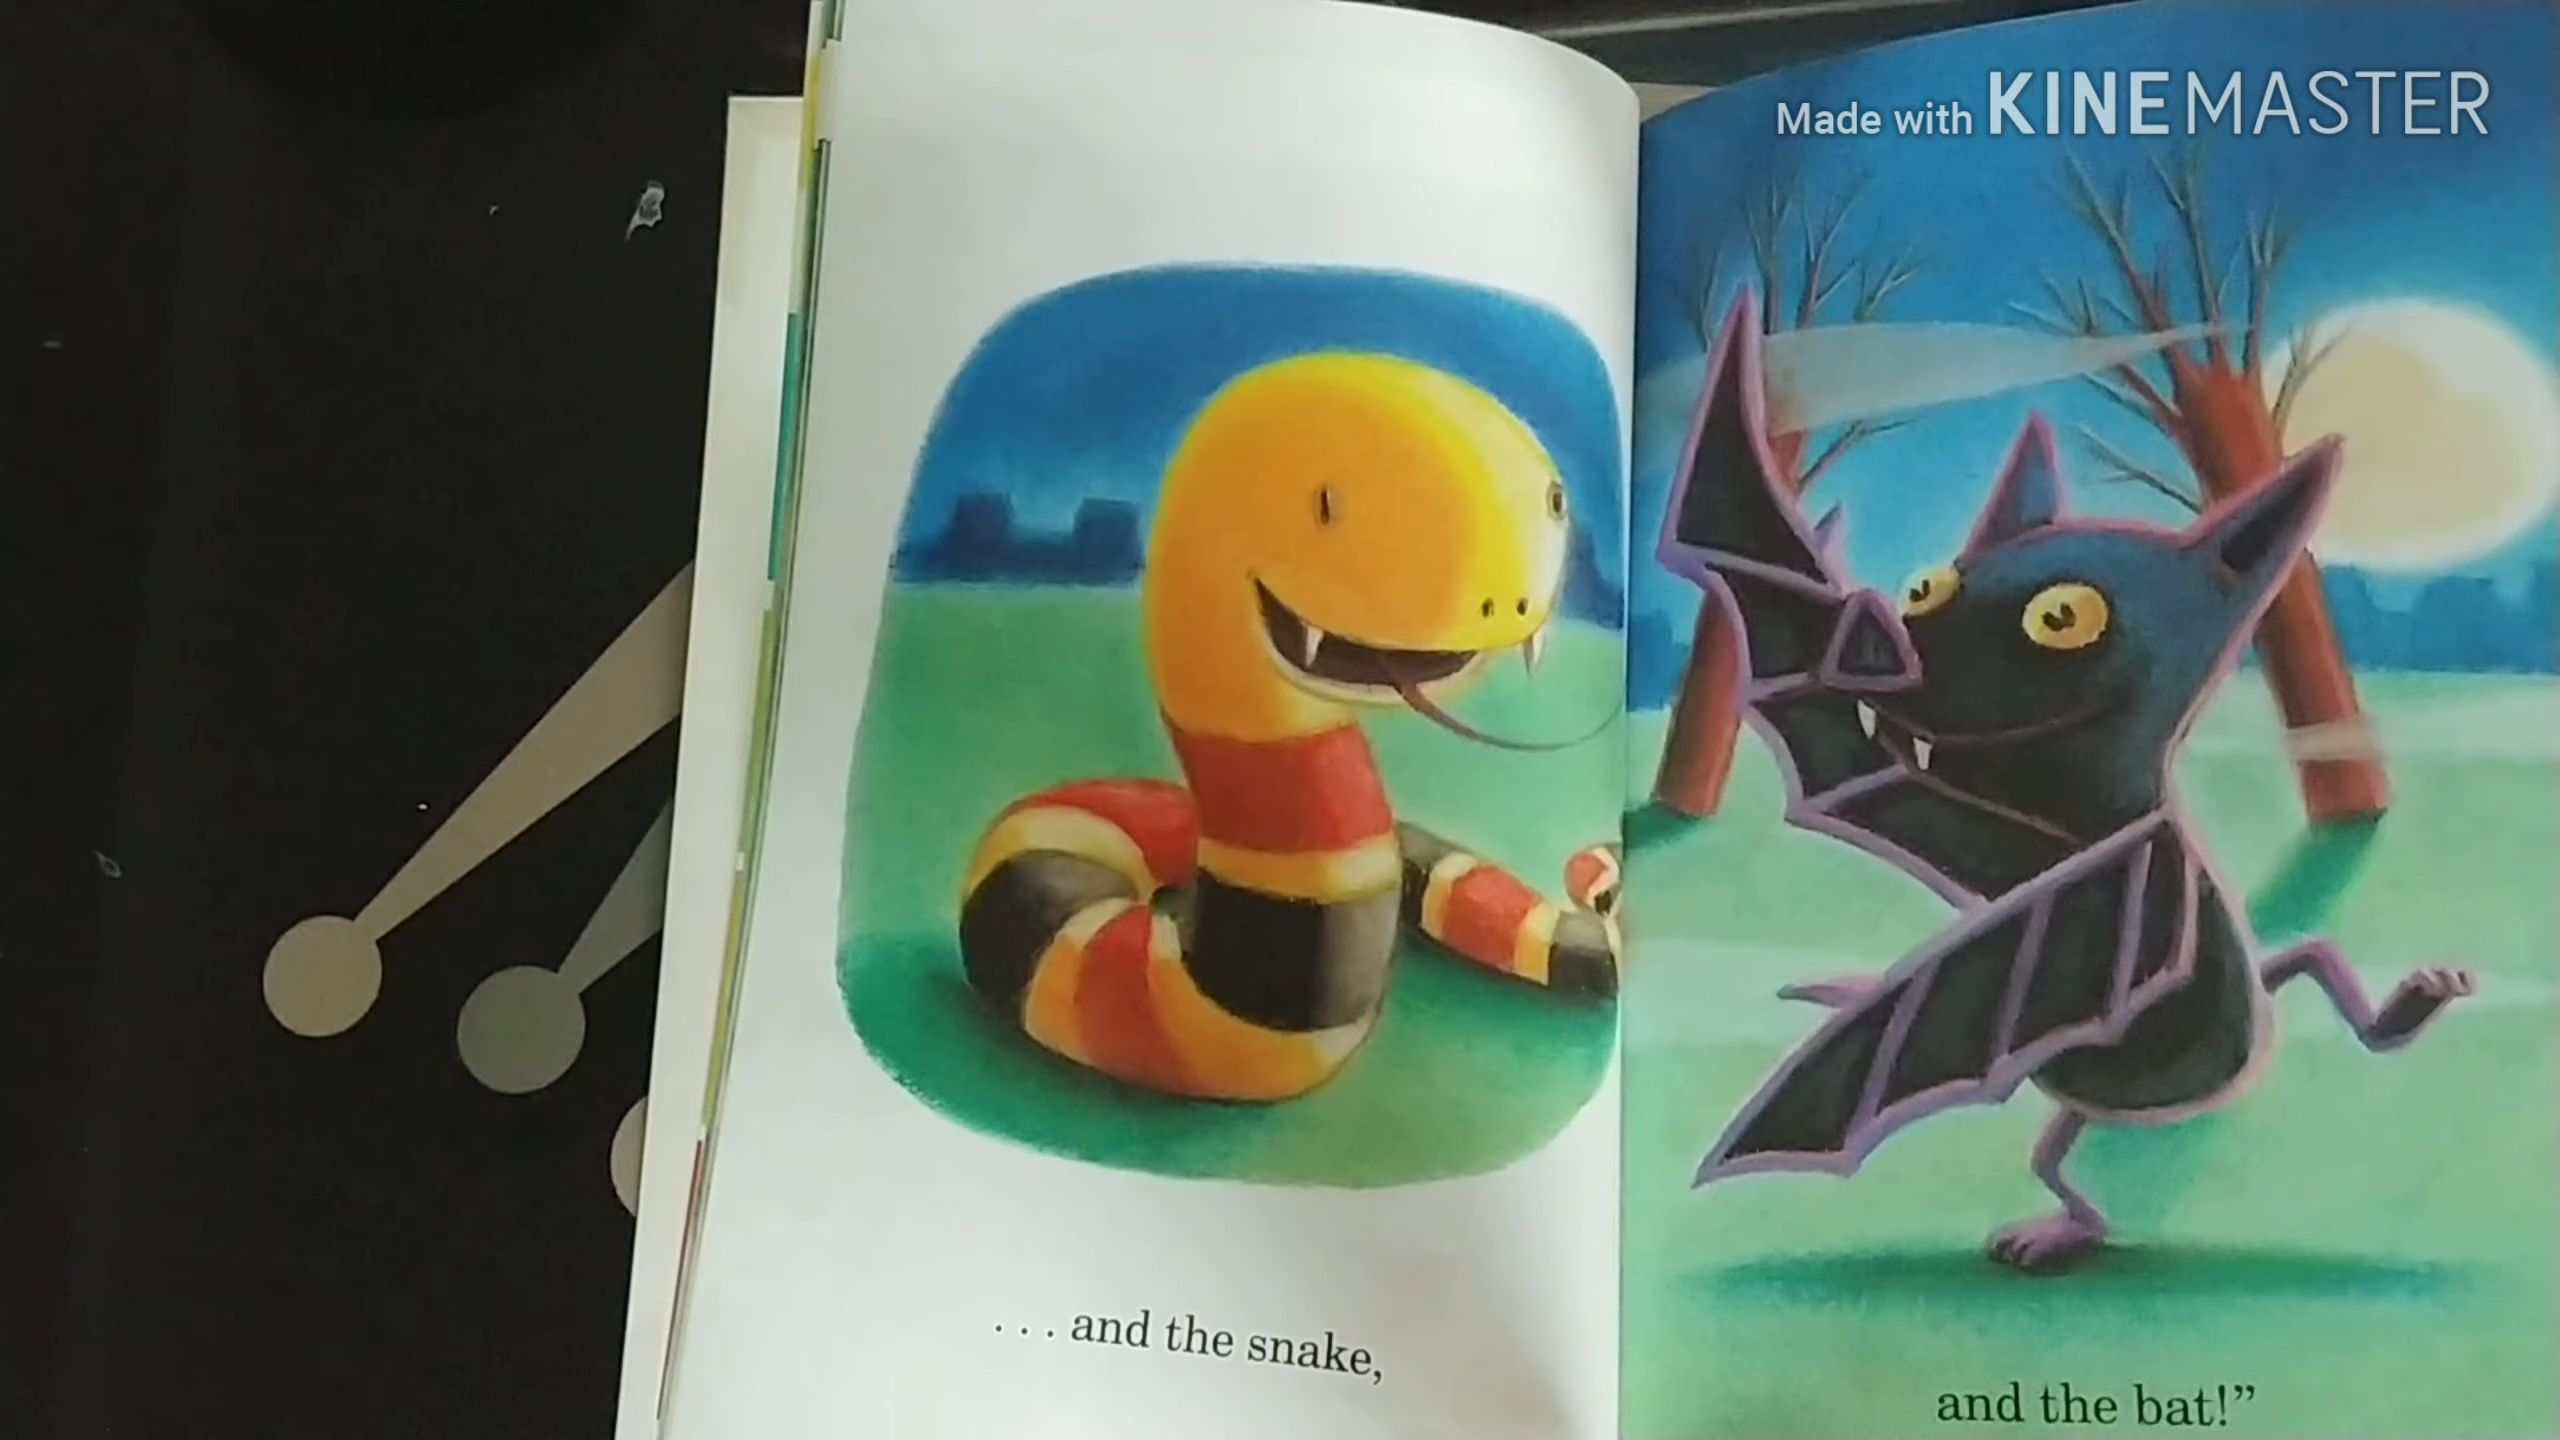 Made with KINEMASTER
. . . and the snake,
and the bat!”